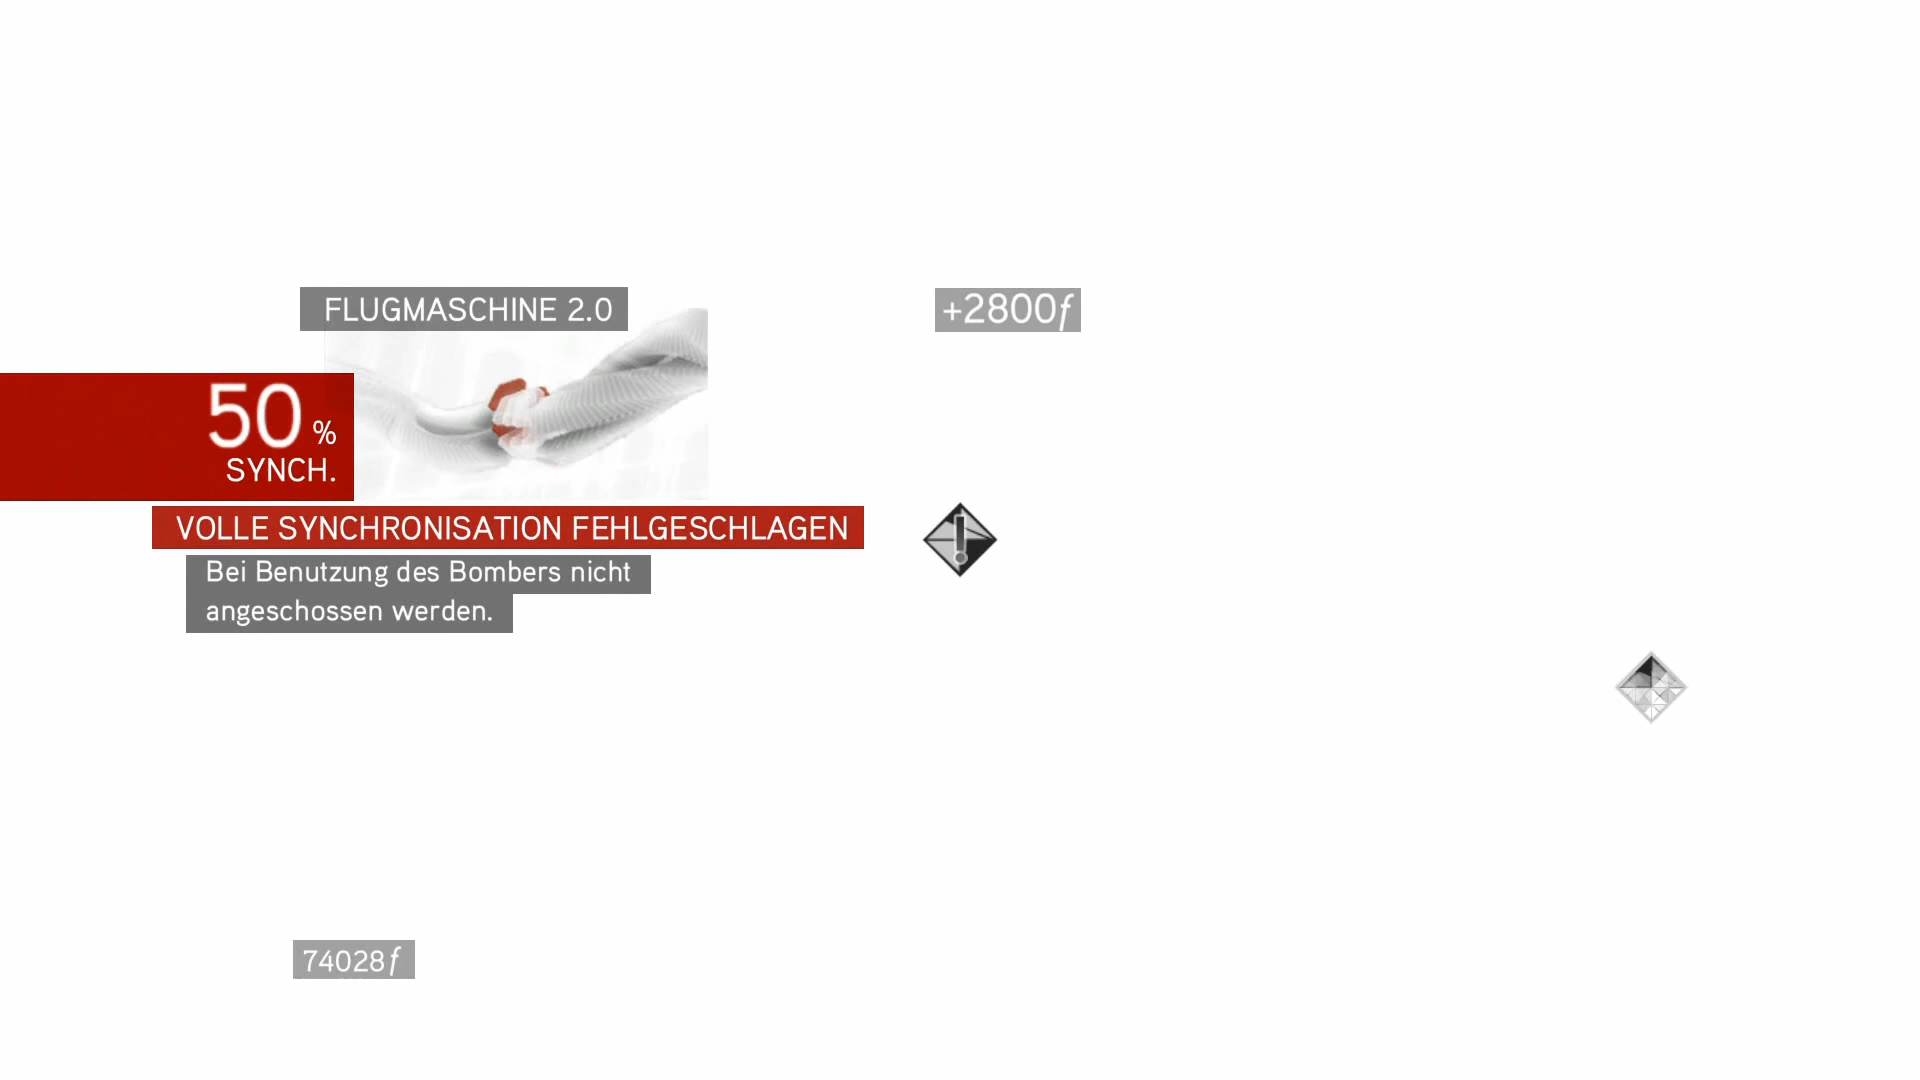 FLUGMASCHINE 2.0
+2800ƒ
50 %
SYNCH.
VOLLE SYNCHRONISATION FEHLGESCHLAGEN
Bei Benutzung des Bombers nicht
angeschossen werden.
74028ƒ